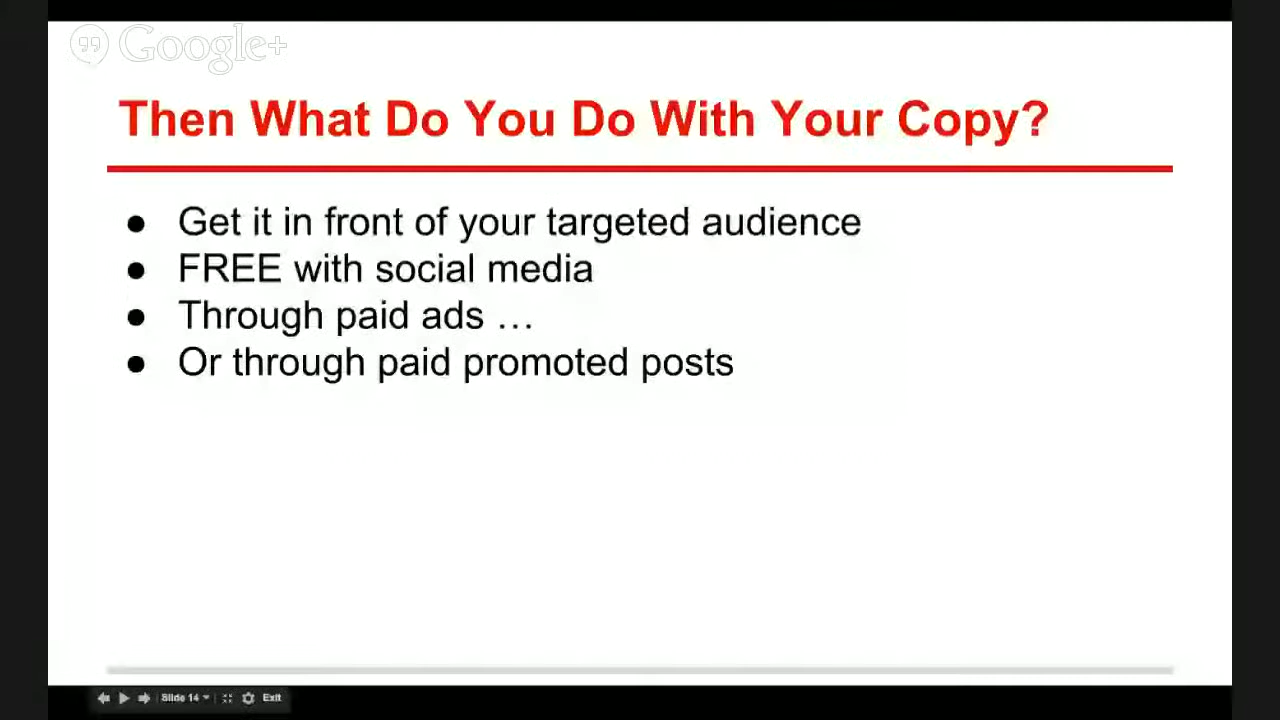 Google+
Then What Do You Do With Your Copy?
● Get it in front of your targeted audience
● FREE with social media
● Through paid ads …
● Or through paid promoted posts
Slide 14
Exit